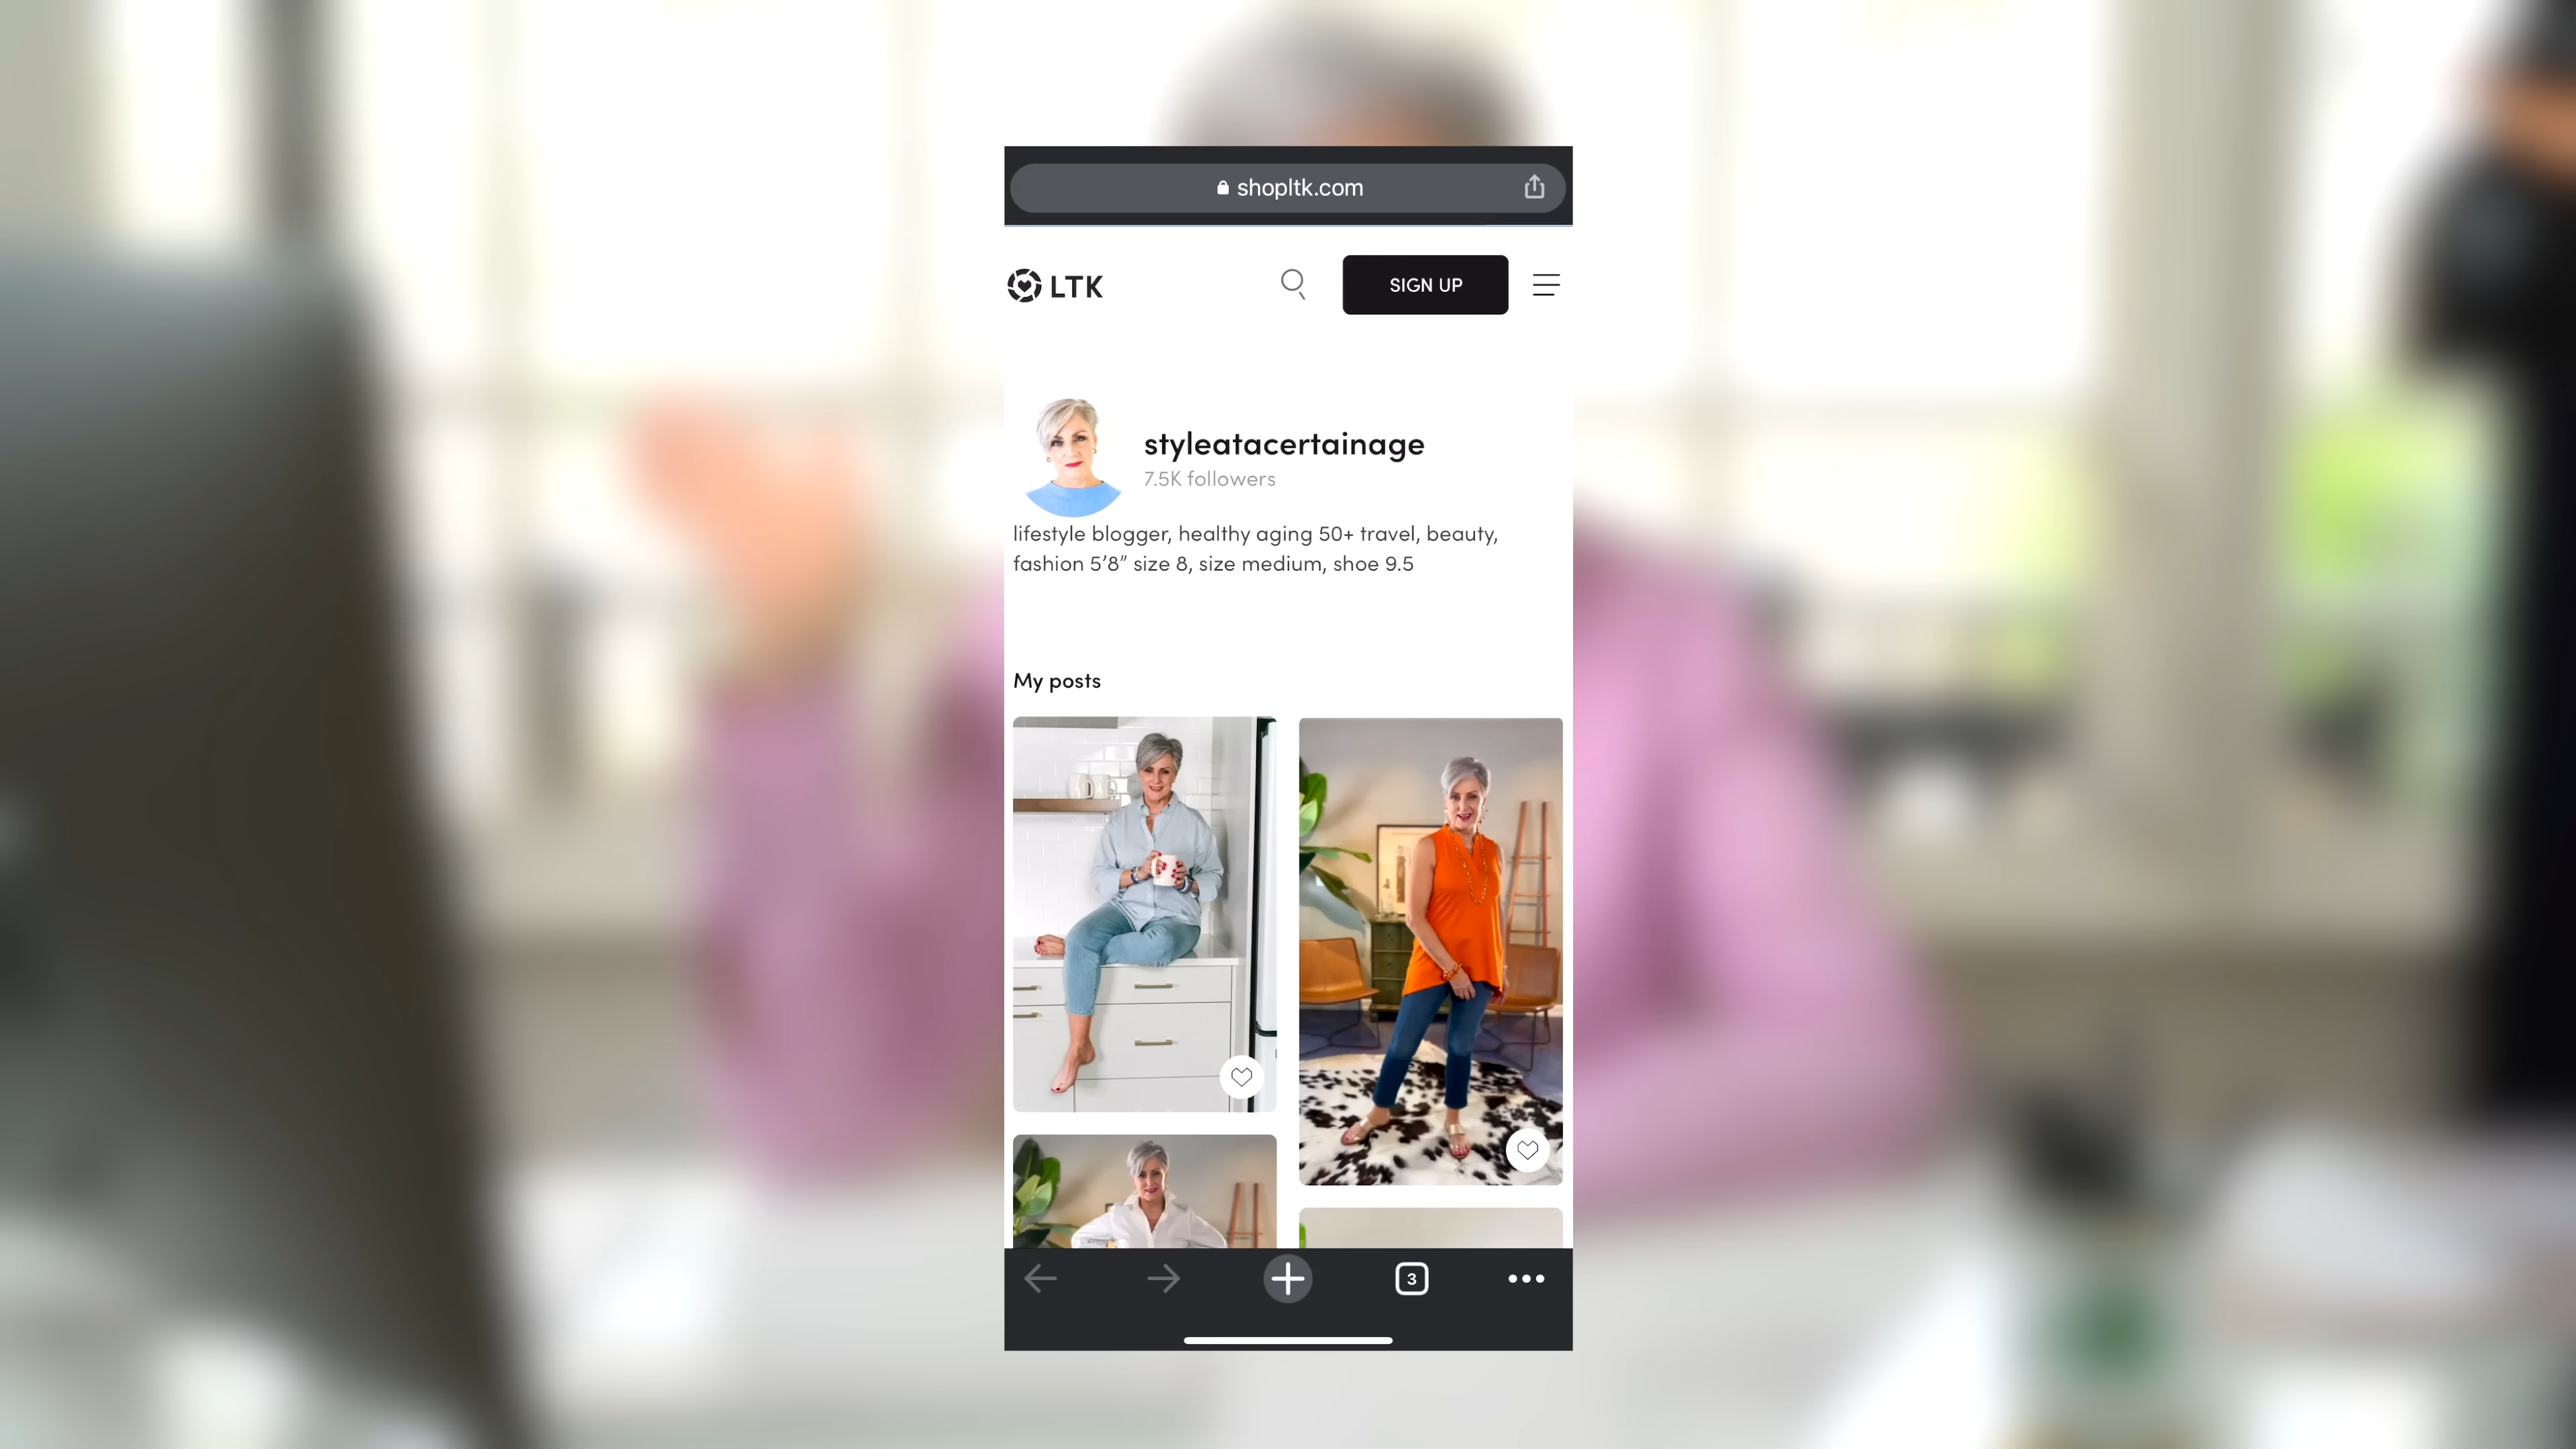 shopltk.com
LTK
SIGN UP
styleatacertainage
7.5K followers
lifestyle blogger, healthy aging 50+ travel, beauty,
fashion 5’8” size 8, size medium, shoe 9.5
My posts
3